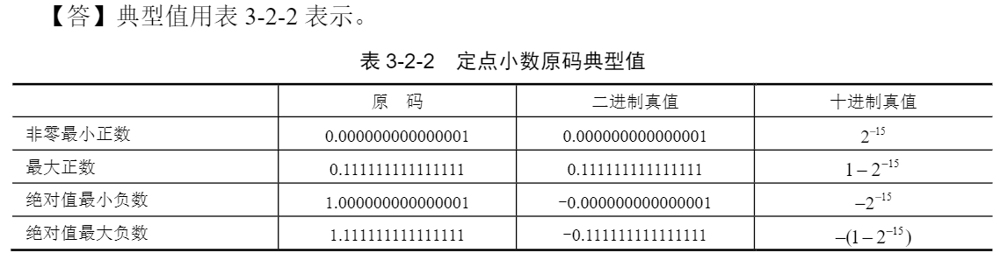 【答】典型值用表 3-2-2 表示。
表 3-2-2 定点小数原码典型值
原 码 二进制真值 十进制真值
非零最小正数 0.000000000000001 0.000000000000001 2⁻¹⁵
最大正数 0.111111111111111 0.111111111111111 1−2⁻¹⁵
绝对值最小负数 1.000000000000001 -0.000000000000001 −2⁻¹⁵
绝对值最大负数 1.111111111111111 -0.111111111111111 −(1−2⁻¹⁵)